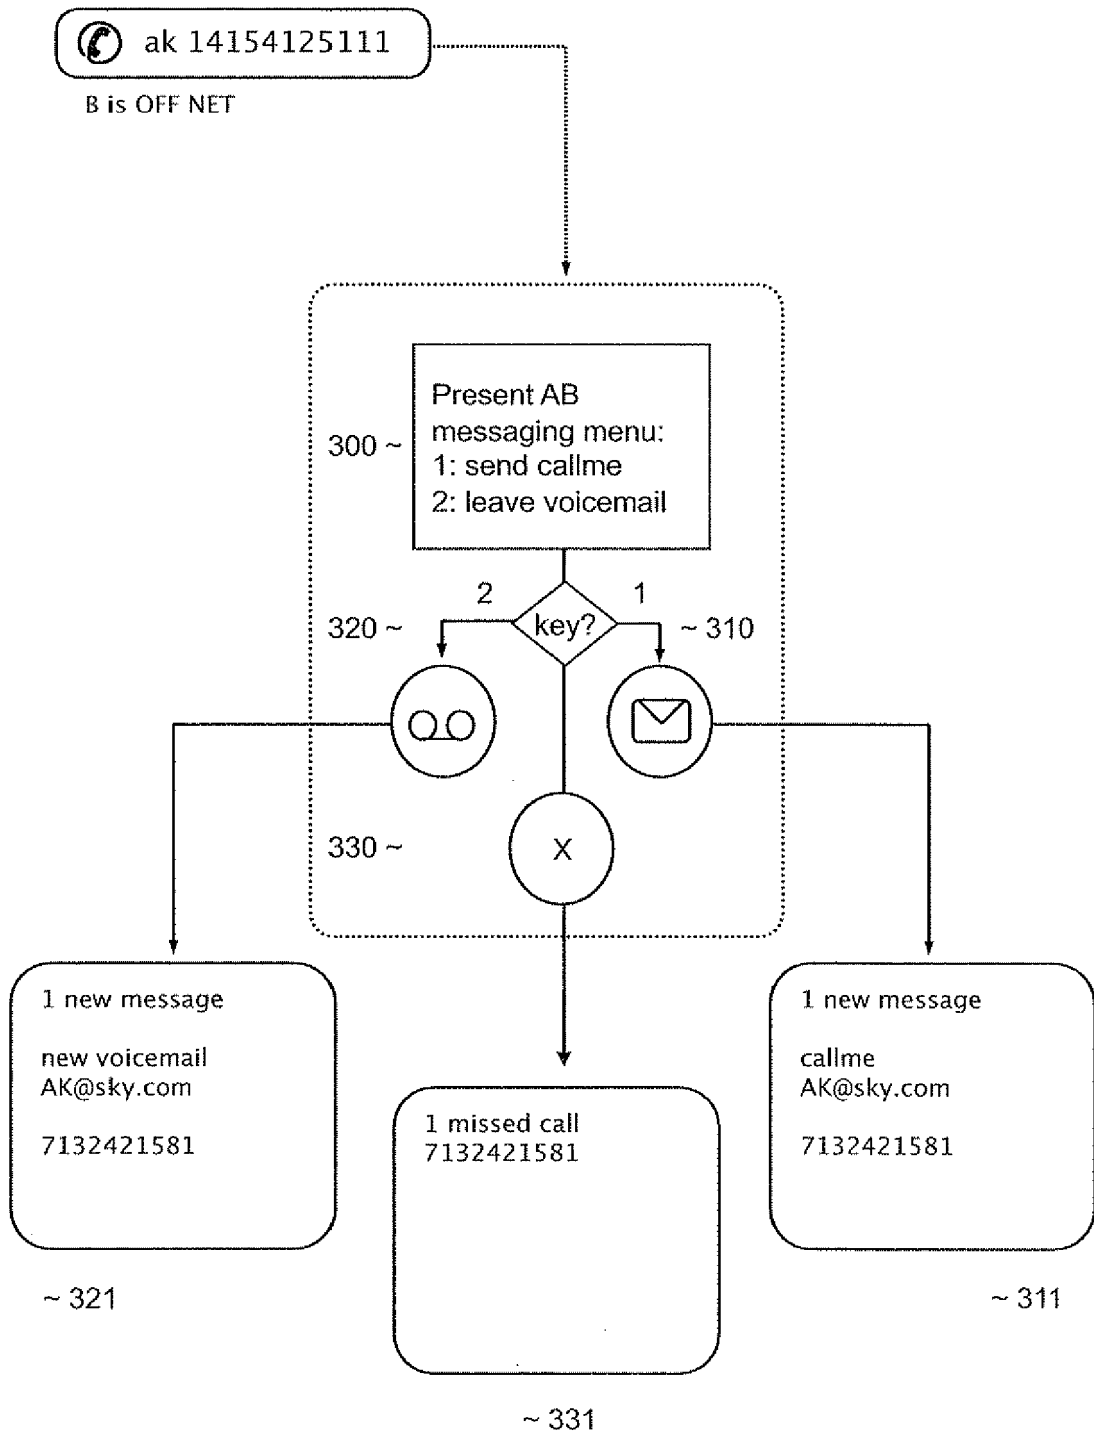 ak 14154125111
B is OFF NET
Present AB
messaging menu:
1: send callme
2: leave voicemail
300 ~
2
1
320 ~
key?
~ 310
330 ~
X
1 new message
new voicemail
AK@sky.com
7132421581
~ 321
1 missed call
7132421581
~ 331
1 new message
callme
AK@sky.com
7132421581
~ 311